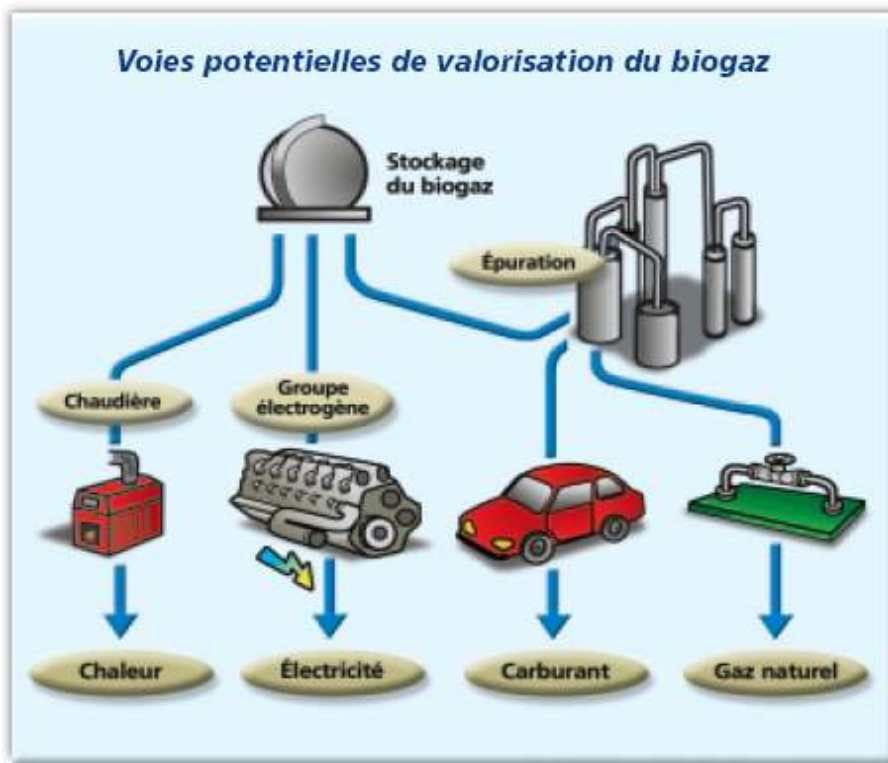 Voies potentielles de valorisation du biogaz
Stockage
du biogaz
Épuration
Chaudière
Groupe
électrogène
Chaleur
Électricité
Carburant
Gaz naturel